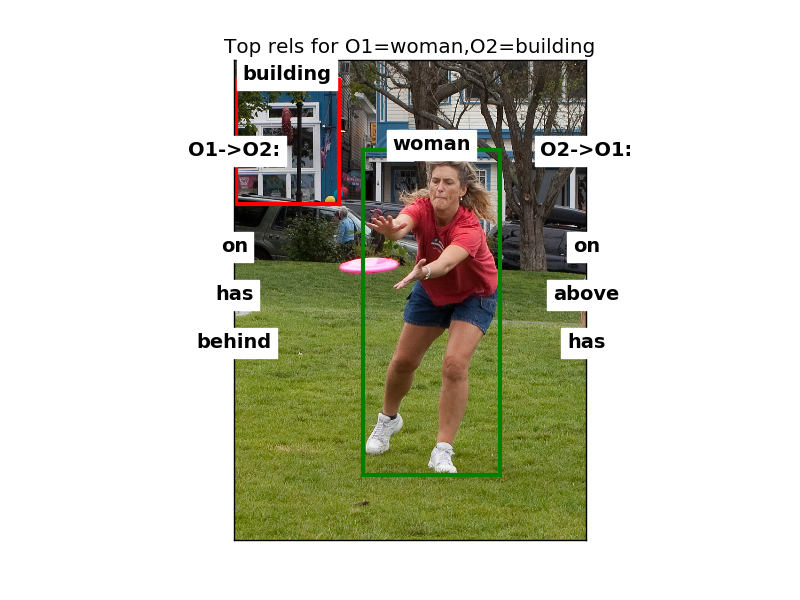 Top rels for O1=woman,O2=building
building
woman
O1->O2:
O2->O1:
on
on
has
above
behind
has